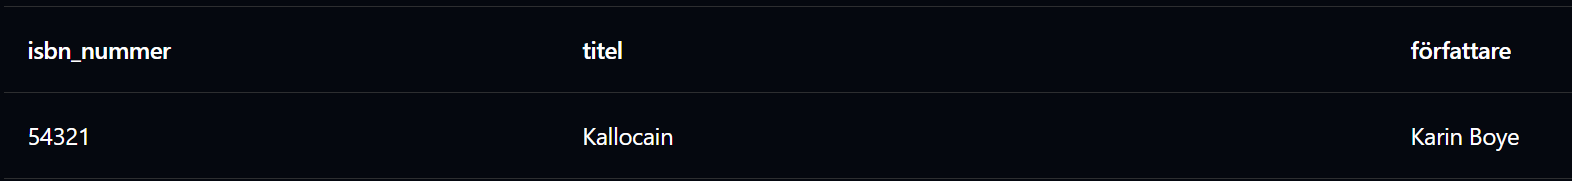 isbn_nummer titel författare
54321 Kallocain Karin Boye